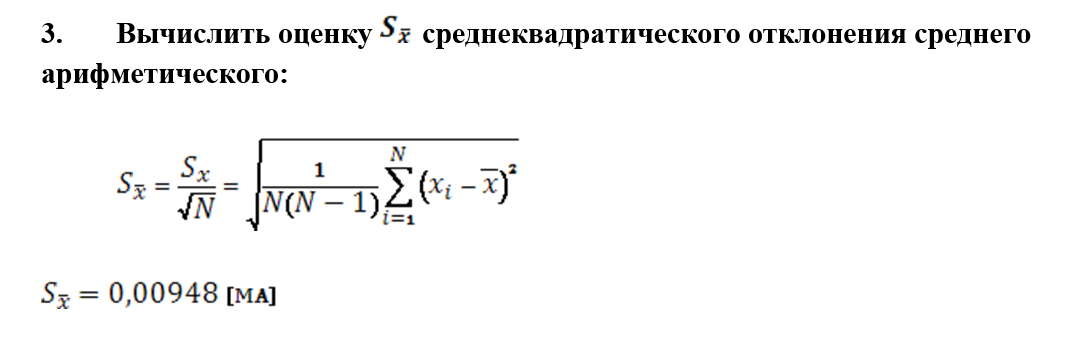 3. Вычислить оценку S_x̄ среднеквадратического отклонения среднего
арифметического:
S_x̄ = S_x / √N = √( 1 / N(N − 1) ∑_{i=1}^{N} (x_i − x̄)² )
S_x̄ = 0,00948 [МА]